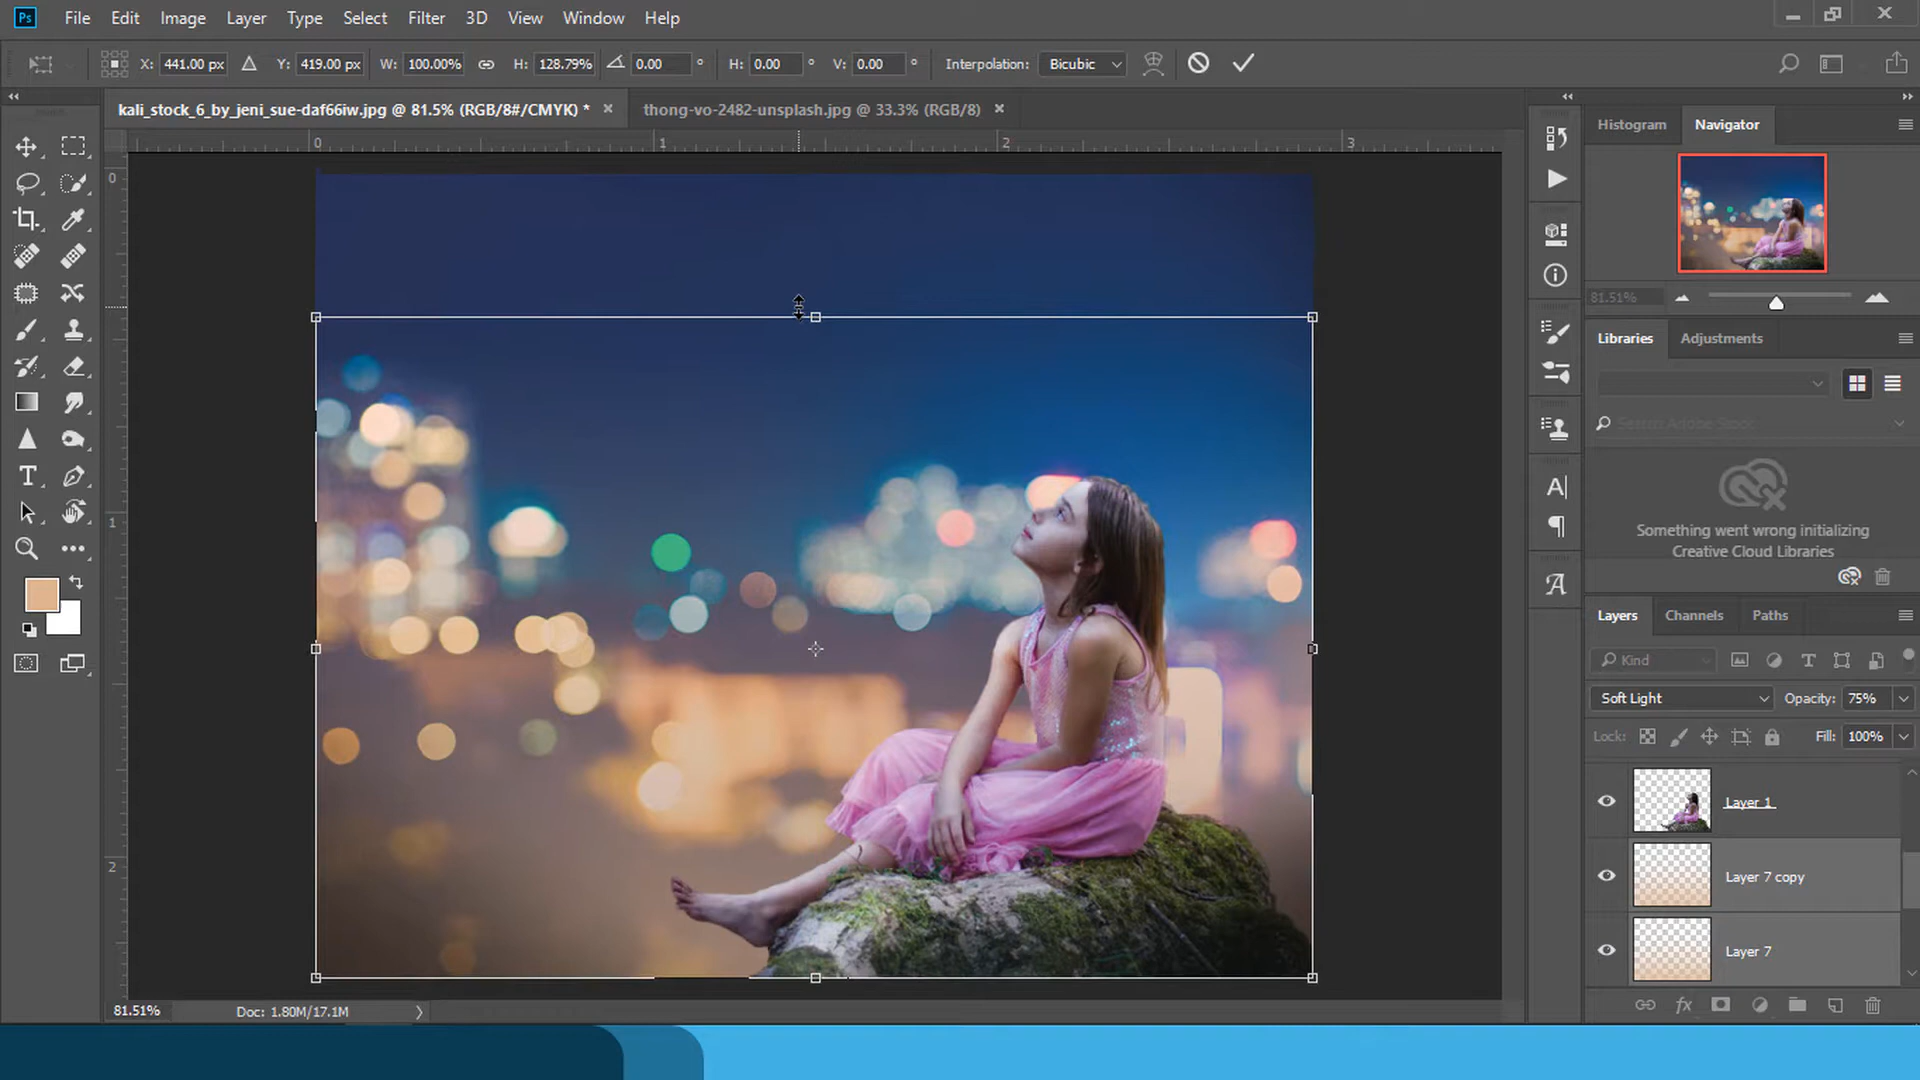 Ps File Edit Image Layer Type Select Filter 3D View Window Help
X: 441.00 px Y: 419.00 px W: 100.00% H: 128.79% 0.00 ° H: 0.00 ° V: 0.00 ° Interpolation: Bicubic
kali_stock_6_by_jeni_sue-daf66iw.jpg @ 81.5% (RGB/8#/CMYK) * × thong-vo-2482-unsplash.jpg @ 33.3% (RGB/8) ×
Histogram Navigator
0 1 2 3
0
1
2
81.51%
Libraries Adjustments
Search Adobe Stock
Something went wrong initializing
Creative Cloud Libraries
Layers Channels Paths
Kind
Soft Light Opacity: 75%
Lock: Fill: 100%
Layer 1
Layer 7 copy
Layer 7
81.51% Doc: 1.80M/17.1M